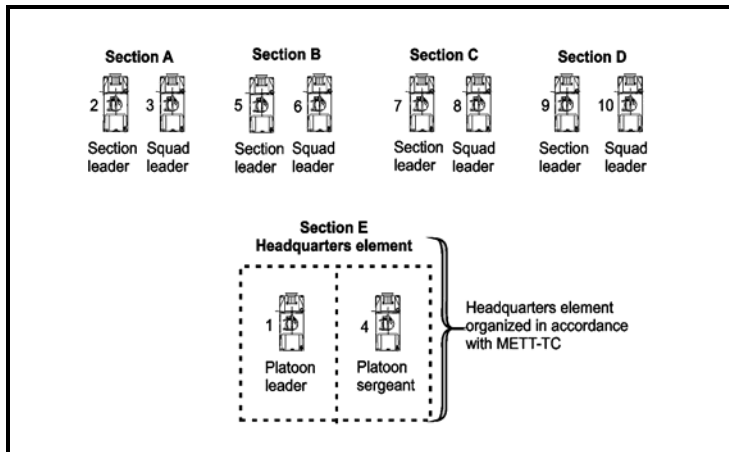 Section A
Section B
Section C
Section D
2
3
5
6
7
8
9
10
Section leader
Squad leader
Section leader
Squad leader
Section leader
Squad leader
Section leader
Squad leader
Section E
Headquarters element
1
4
Platoon leader
Platoon sergeant
Headquarters element
organized in accordance
with METT-TC